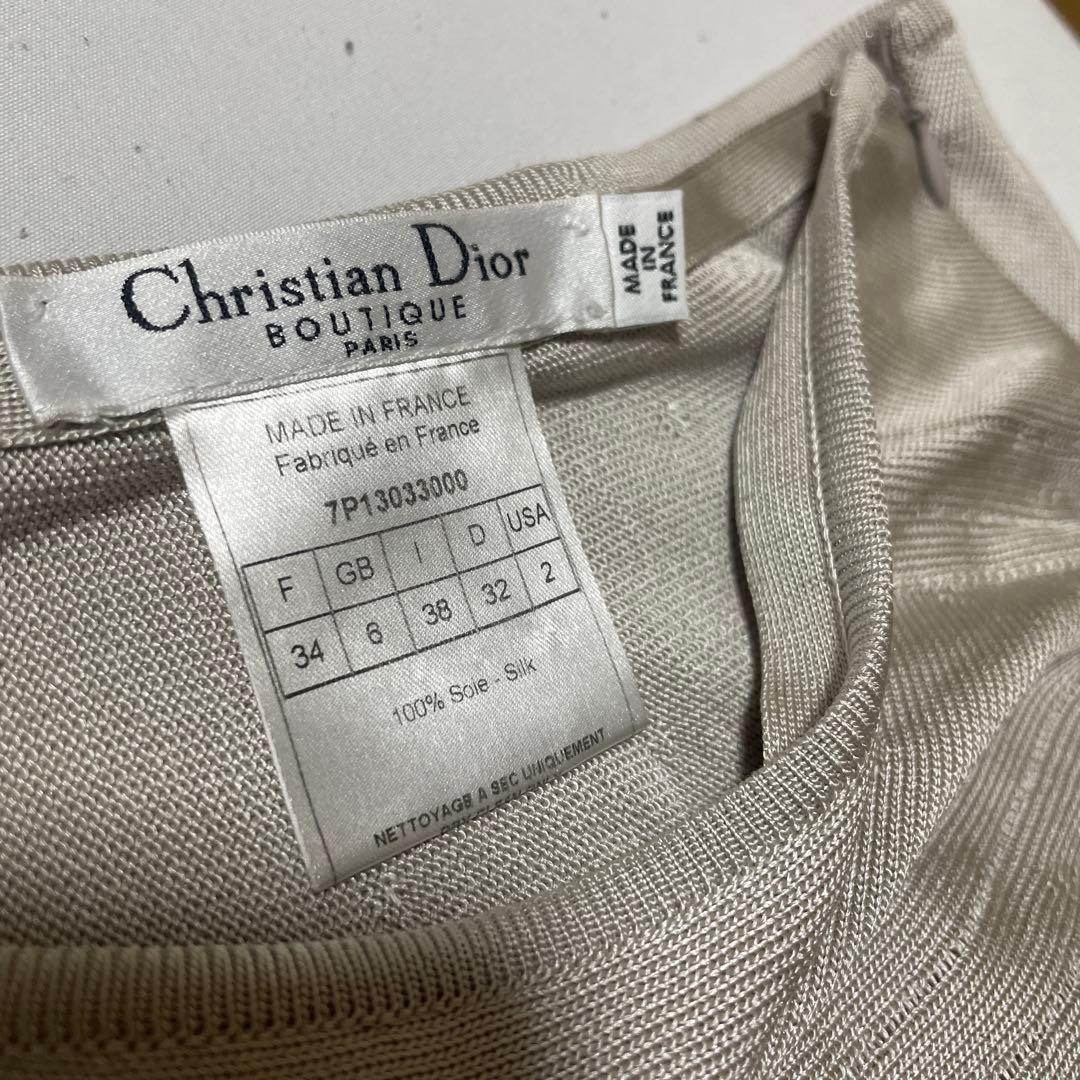 Christian Dior
BOUTIQUE
PARIS
MADE
IN
FRANCE
MADE IN FRANCE
Fabriqué en France
7P13033000
F GB I D USA
34 6 38 32 2
100% Soie - Silk
NETTOYAGE A SEC UNIQUEMENT